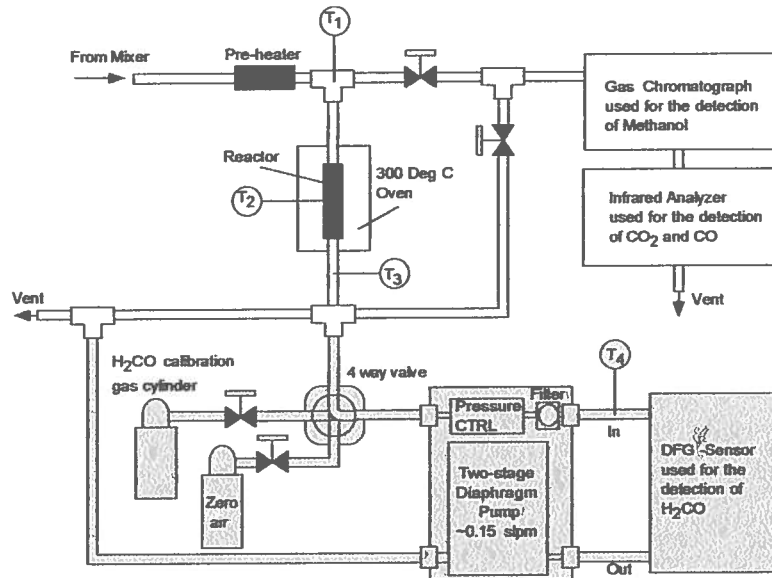 T1
From Mixer
Pre-heater
Gas Chromatograph
used for the detection
of Methanol
Reactor
300 Deg C
Oven
T2
Infrared Analyzer
used for the detection
of CO2 and CO
T3
Vent
Vent
H2CO calibration
gas cylinder
4 way valve
T4
Filter
Pressure
CTRL
In
DFG -Sensor
used for the
detection of
H2CO
Two-stage
Diaphragm
Pump
~0.15 slpm
Zero
air
Out